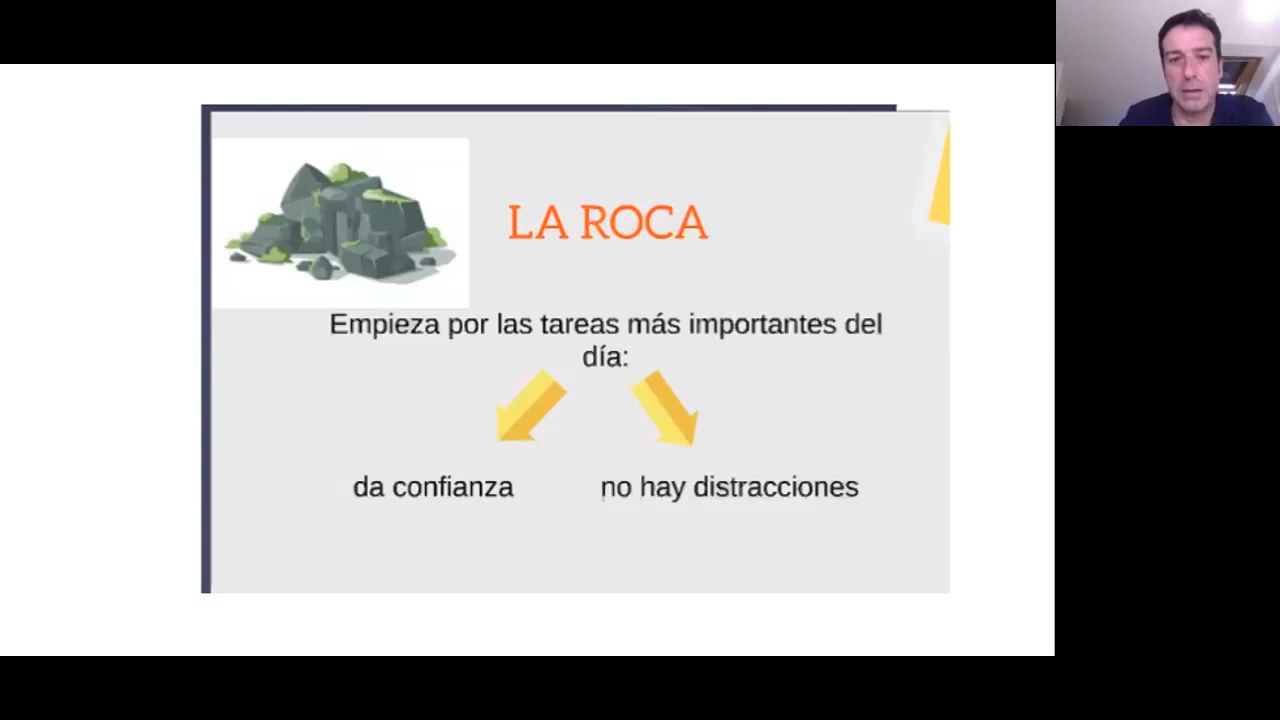 LA ROCA
Empieza por las tareas más importantes del
día:
da confianza
no hay distracciones